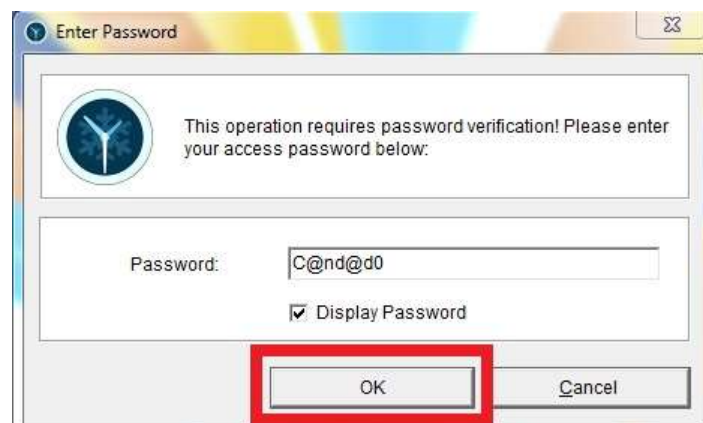 Enter Password
This operation requires password verification! Please enter
your access password below:
Password:
C@nd@d0
Display Password
OK
Cancel